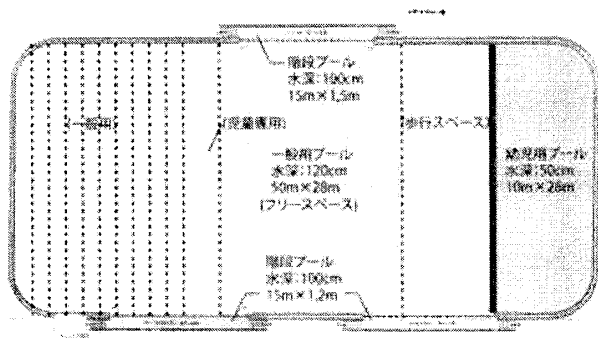 階段プール
水深:100cm
15m×1.5m
(一般用)
(児童専用)
(歩行スペース)
一般用プール
水深:120cm
50m×28m
(フリースペース)
幼児用プール
水深:50cm
10m×28m
階段プール
水深:100cm
15m×1.2m